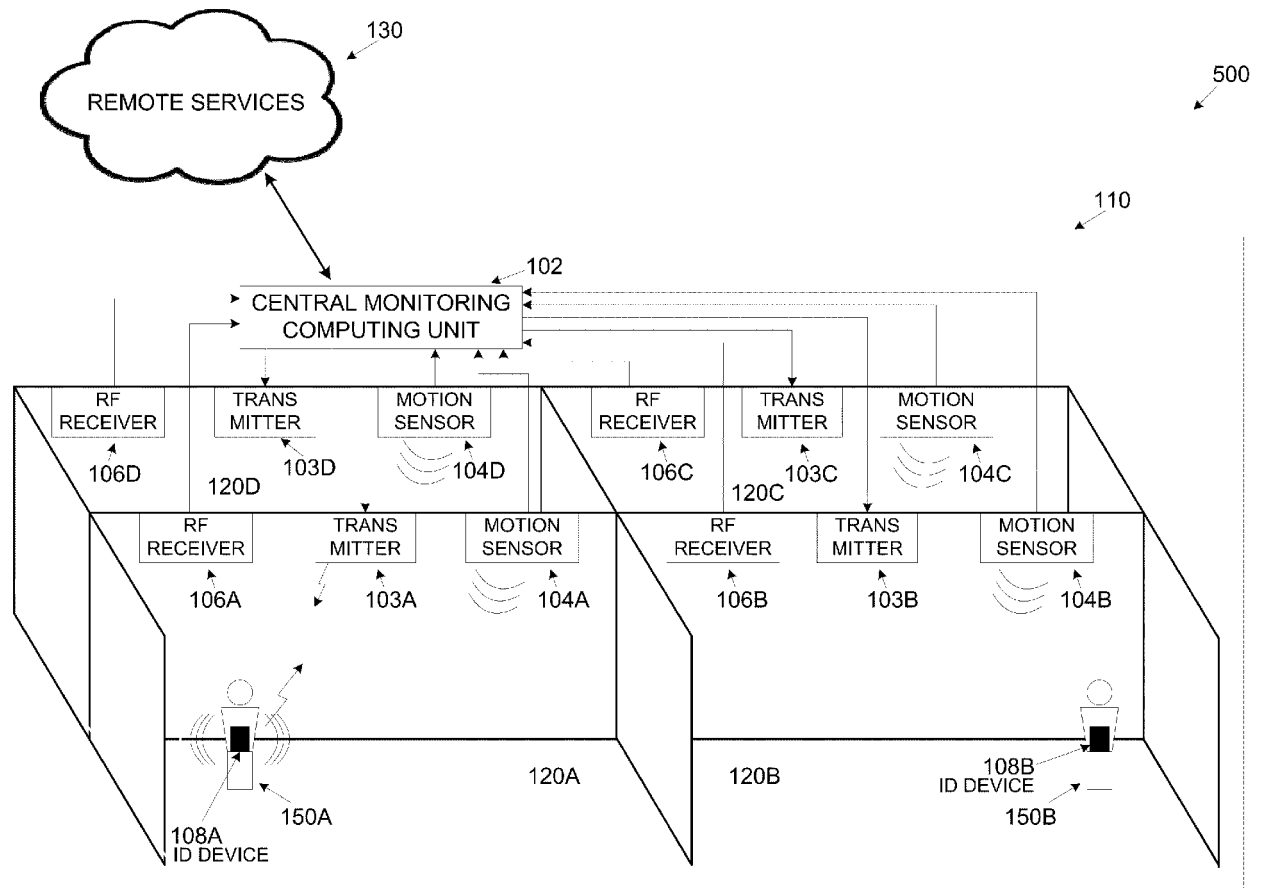 130
REMOTE SERVICES
500
110
102
CENTRAL MONITORING
COMPUTING UNIT
RF
RECEIVER
TRANS
MITTER
MOTION
SENSOR
RF
RECEIVER
TRANS
MITTER
MOTION
SENSOR
106D
103D
104D
106C
103C
104C
120D
120C
RF
RECEIVER
TRANS
MITTER
MOTION
SENSOR
RF
RECEIVER
TRANS
MITTER
MOTION
SENSOR
106A
103A
104A
106B
103B
104B
120A
120B
108A
ID DEVICE
150A
108B
ID DEVICE
150B